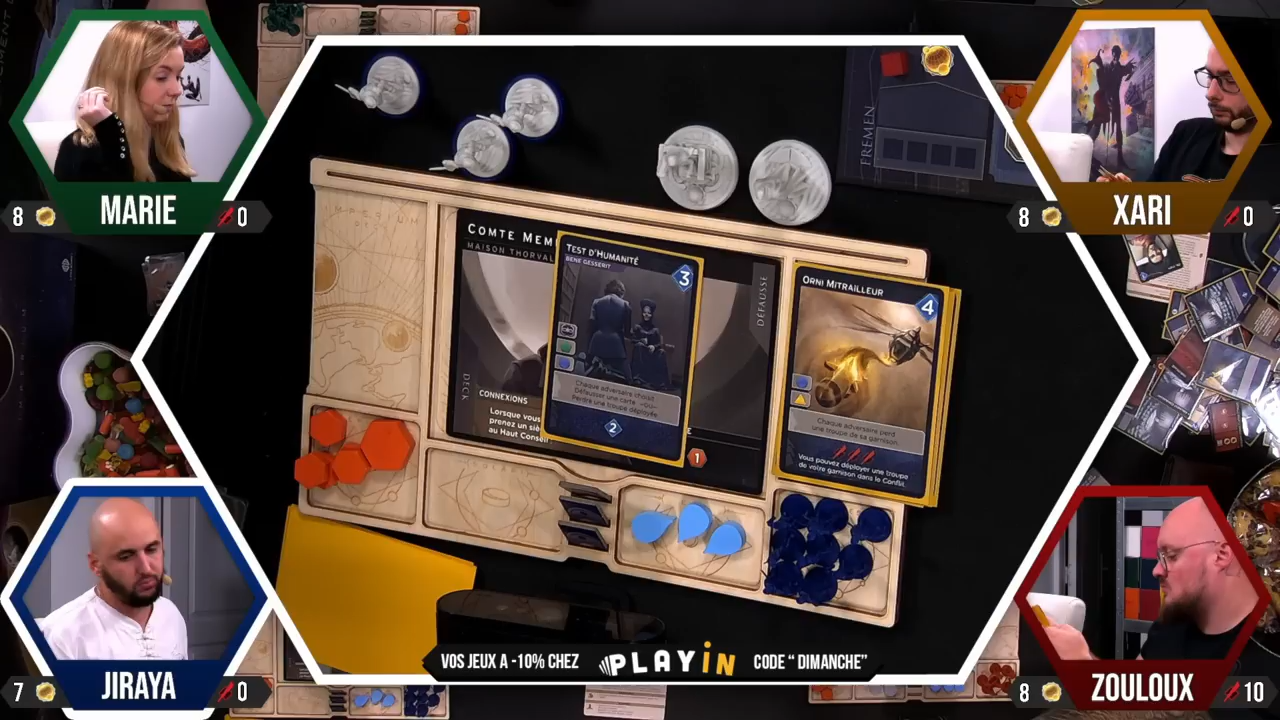 MARIE
8
0
XARI
8
0
FREMEN
IMPERIUM
COMTE MEM
MAISON THORVAL
DECK
CONNEXIONS
Lorsque vous
prenez un siè
au Haut Conseil
DÉFAUSSE
1
TEST D'HUMANITÉ
BENE GESSERIT
3
Chaque adversaire choisit :
Défausser une carte -OU-
Perdre une troupe déployée.
2
ORNI MITRAILLEUR
4
Chaque adversaire perd
une troupe de sa garnison.
Vous pouvez déployer une troupe
de votre garnison dans le Conflit.
JIRAYA
7
0
ZOULOUX
8
10
VOS JEUX A -10% CHEZ PLAYiN CODE “ DIMANCHE”